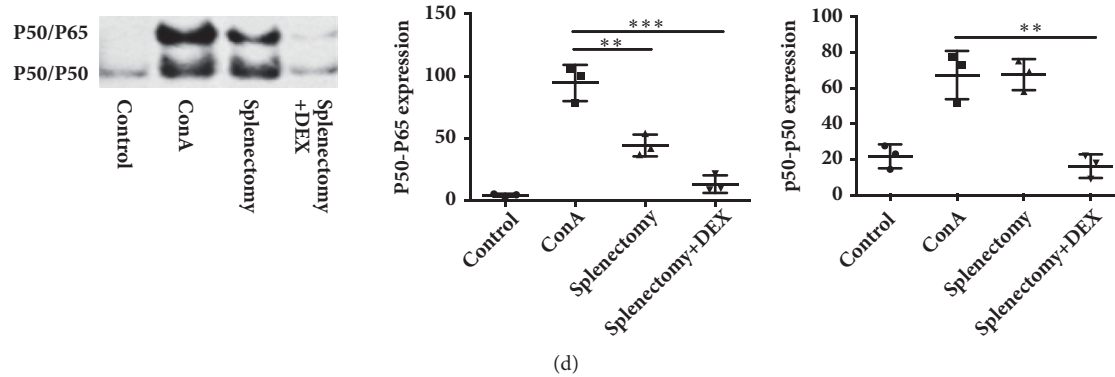 P50/P65
P50/P50
Control
ConA
Splenectomy
Splenectomy
+DEX
P50-P65 expression
150
100
50
0
***
**
Control
ConA
Splenectomy
Splenectomy+DEX
p50-p50 expression
100
80
60
40
20
0
**
Control
ConA
Splenectomy
Splenectomy+DEX
(d)